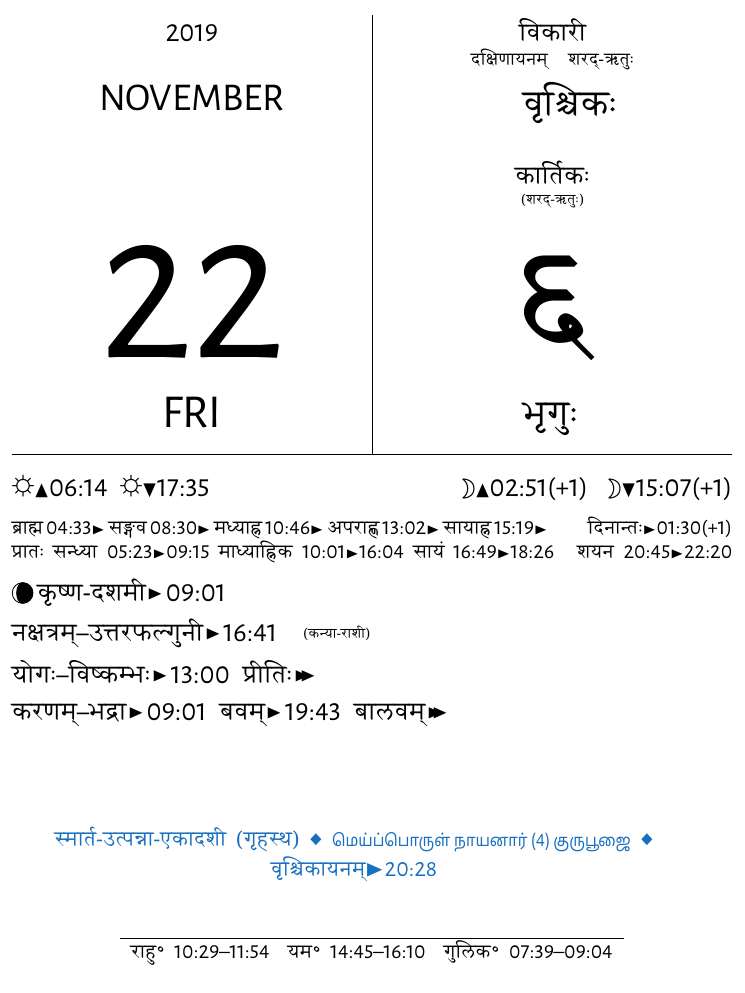 2019
NOVEMBER
22
FRI
विकारी
दक्षिणायनम् शरद्-ऋतुः
वृश्चिकः
कार्तिकः
(शरद्-ऋतुः)
६
भृगुः
☼▲06:14 ☼▼17:35 ☽▲02:51(+1) ☽▼15:07(+1)
ब्राह्म 04:33► सङ्गव 08:30► मध्याह्न 10:46► अपराह्ण 13:02► सायाह्न 15:19► दिनान्तः►01:30(+1)
प्रातः सन्ध्या 05:23►09:15 माध्याह्निक 10:01►16:04 सायं 16:49►18:26 शयन 20:45►22:20
कृष्ण-दशमी► 09:01
नक्षत्रम्–उत्तरफल्गुनी►16:41 (कन्या-राशी)
योगः–विष्कम्भः►13:00 प्रीतिः►►
करणम्–भद्रा►09:01 बवम्►19:43 बालवम्►►
स्मार्त-उत्पन्ना-एकादशी (गृहस्थ) ◆ மெய்ப்பொருள் நாயனார் (4) குருபூஜை ◆
वृश्चिकायनम्►20:28
राहु॰ 10:29–11:54 यम॰ 14:45–16:10 गुलिक॰ 07:39–09:04